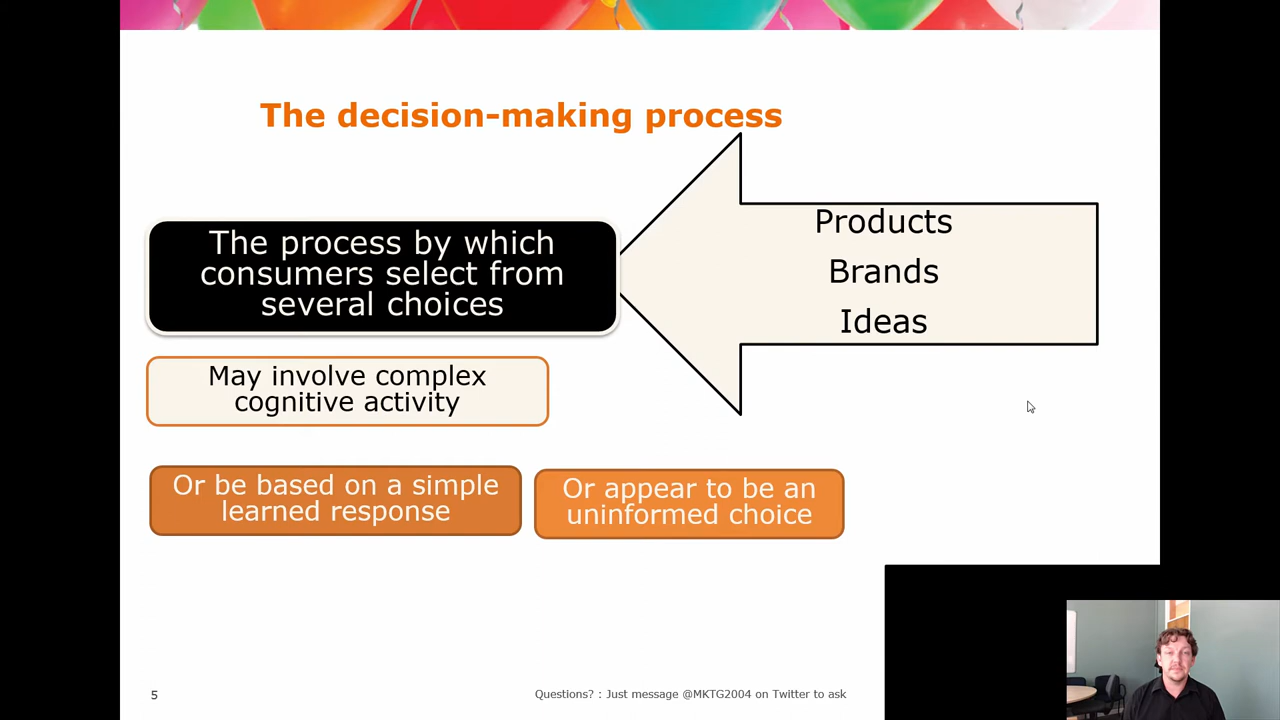 The decision-making process
The process by which
consumers select from
several choices
Products
Brands
Ideas
May involve complex
cognitive activity
Or be based on a simple
learned response
Or appear to be an
uninformed choice
5
Questions? : Just message @MKTG2004 on Twitter to ask